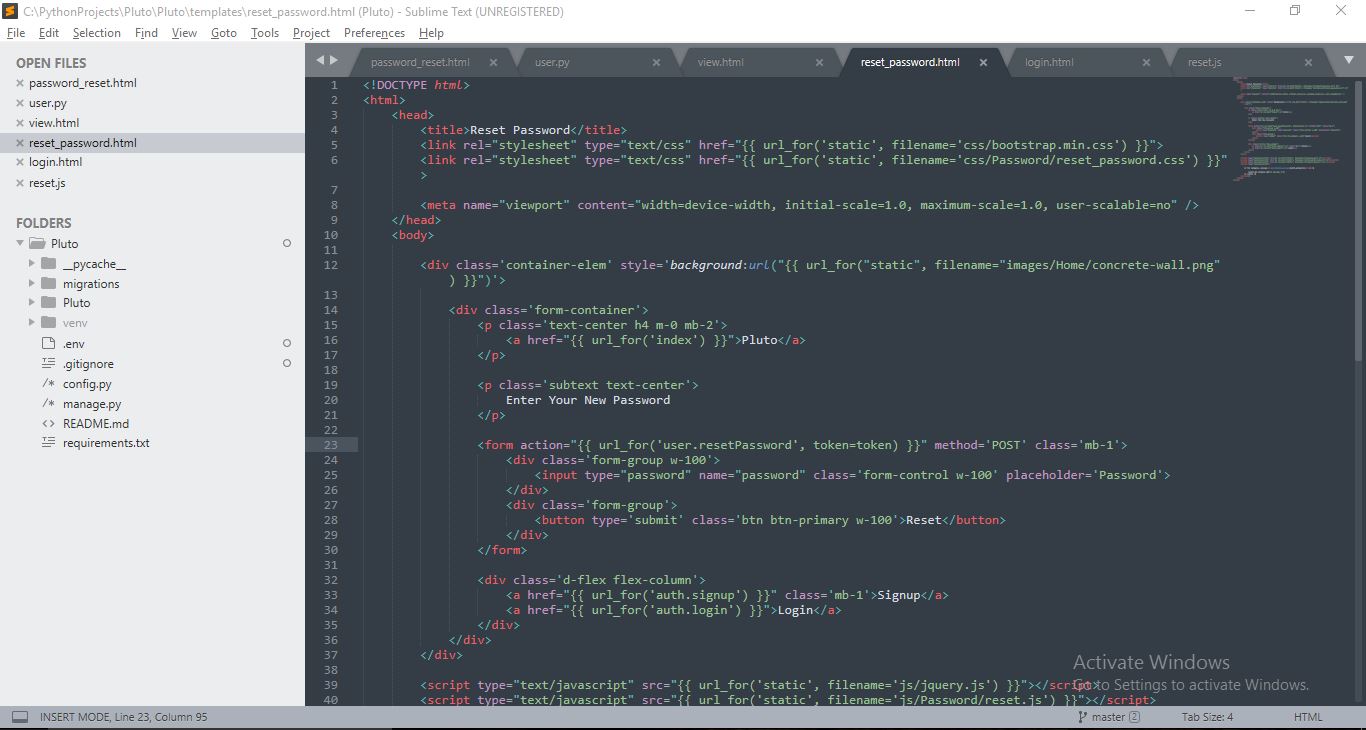 C:\PythonProjects\Pluto\Pluto\templates\reset_password.html (Pluto) - Sublime Text (UNREGISTERED)
File Edit Selection Find View Goto Tools Project Preferences Help
OPEN FILES
password_reset.html
user.py
view.html
reset_password.html
login.html
reset.js
FOLDERS
Pluto
__pycache__
migrations
Pluto
venv
.env
.gitignore
/* config.py
/* manage.py
<> README.md
requirements.txt
password_reset.html user.py view.html reset_password.html login.html reset.js
1 <!DOCTYPE html>
2 <html>
3 <head>
4 <title>Reset Password</title>
5 <link rel="stylesheet" type="text/css" href="{{ url_for('static', filename='css/bootstrap.min.css') }}">
6 <link rel="stylesheet" type="text/css" href="{{ url_for('static', filename='css/Password/reset_password.css') }}"
>
7
8 <meta name="viewport" content="width=device-width, initial-scale=1.0, maximum-scale=1.0, user-scalable=no" />
9 </head>
10 <body>
11
12 <div class='container-elem' style='background:url("{{ url_for("static", filename="images/Home/concrete-wall.png"
) }}")'>
13
14 <div class='form-container'>
15 <p class='text-center h4 m-0 mb-2'>
16 <a href="{{ url_for('index') }}">Pluto</a>
17 </p>
18
19 <p class='subtext text-center'>
20 Enter Your New Password
21 </p>
22
23 <form action="{{ url_for('user.resetPassword', token=token) }}" method='POST' class='mb-1'>
24 <div class='form-group w-100'>
25 <input type="password" name="password" class='form-control w-100' placeholder='Password'>
26 </div>
27 <div class='form-group'>
28 <button type='submit' class='btn btn-primary w-100'>Reset</button>
29 </div>
30 </form>
31
32 <div class='d-flex flex-column'>
33 <a href="{{ url_for('auth.signup') }}" class='mb-1'>Signup</a>
34 <a href="{{ url_for('auth.login') }}">Login</a>
35 </div>
36 </div>
37 </div>
38
39 <script type="text/javascript" src="{{ url_for('static', filename='js/jquery.js') }}"></script>
40 <script type="text/javascript" src="{{ url_for('static', filename='js/Password/reset.js') }}"></script>
Activate Windows
Go to Settings to activate Windows.
INSERT MODE, Line 23, Column 95 master 2 Tab Size: 4 HTML